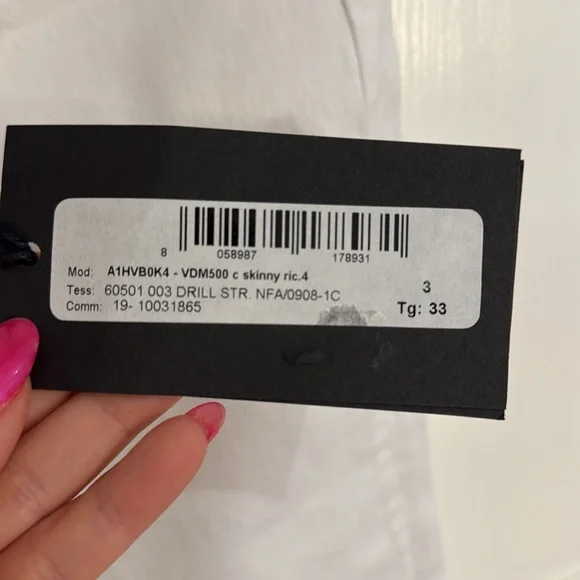 8 058987 178931
Mod: A1HVB0K4 - VDM500 c skinny ric.4
Tess: 60501 003 DRILL STR. NFA/0908-1C
3
Comm: 19- 10031865
Tg: 33